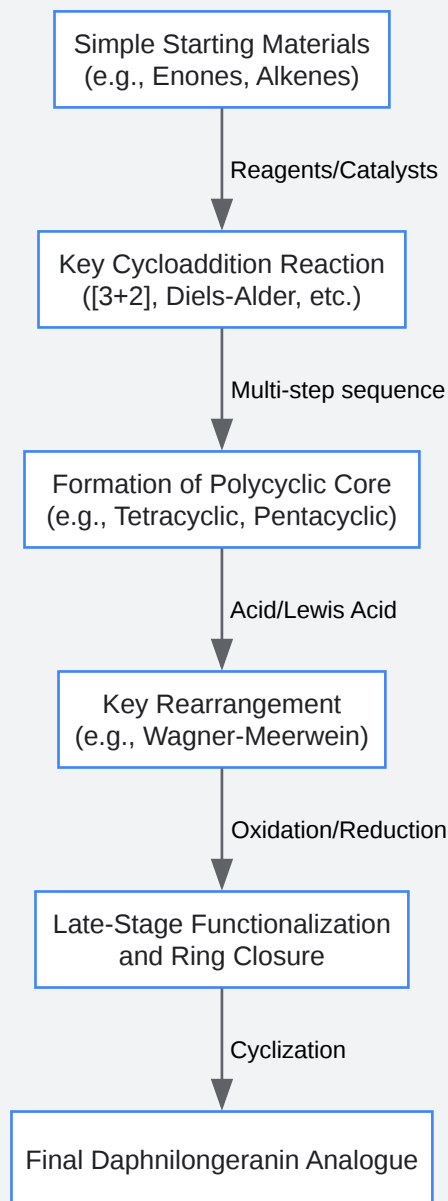 Simple Starting Materials
(e.g., Enones, Alkenes)
Reagents/Catalysts
Key Cycloaddition Reaction
([3+2], Diels-Alder, etc.)
Multi-step sequence
Formation of Polycyclic Core
(e.g., Tetracyclic, Pentacyclic)
Acid/Lewis Acid
Key Rearrangement
(e.g., Wagner-Meerwein)
Oxidation/Reduction
Late-Stage Functionalization
and Ring Closure
Cyclization
Final Daphnilongeranin Analogue